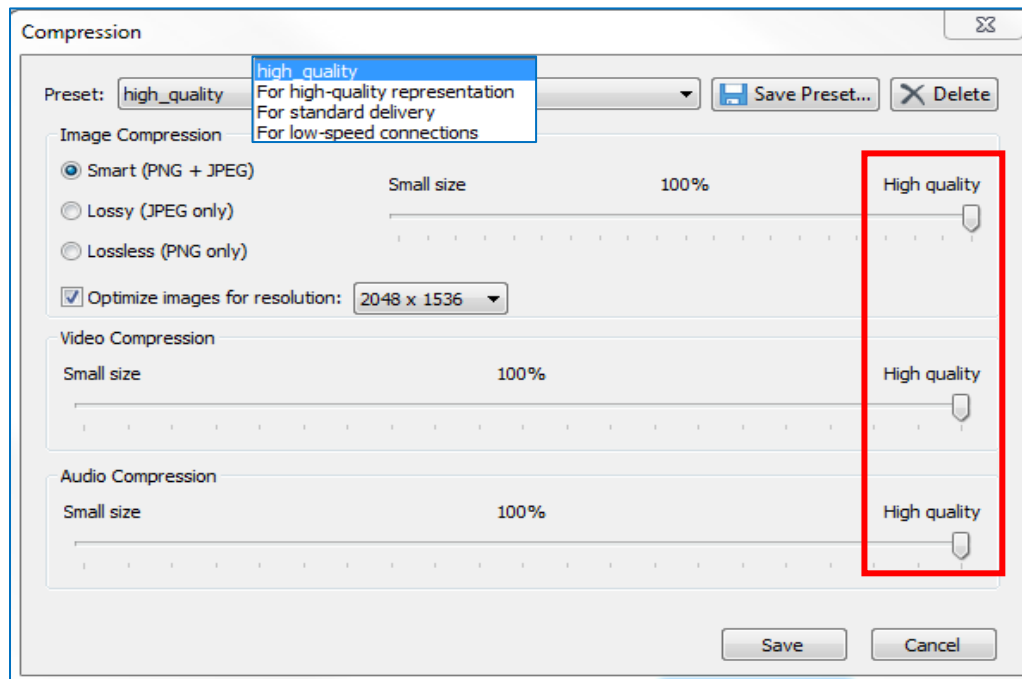 Compression
high_quality
For high-quality representation
For standard delivery
For low-speed connections
Preset: high_quality Save Preset... Delete
Image Compression
Smart (PNG + JPEG)
Small size 100% High quality
Lossy (JPEG only)
Lossless (PNG only)
Optimize images for resolution: 2048 x 1536
Video Compression
Small size 100% High quality
Audio Compression
Small size 100% High quality
Save Cancel